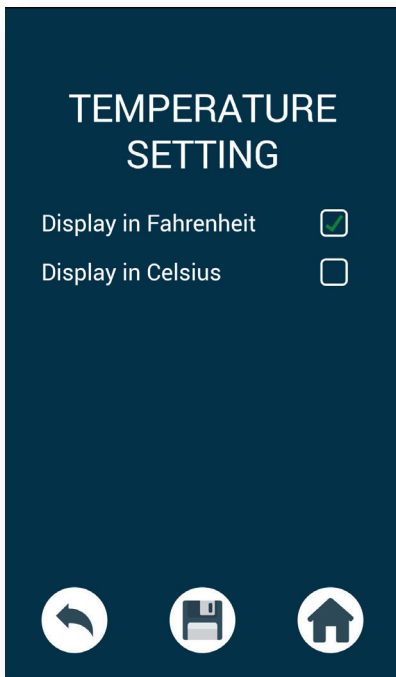 TEMPERATURE
SETTING
Display in Fahrenheit
Display in Celsius